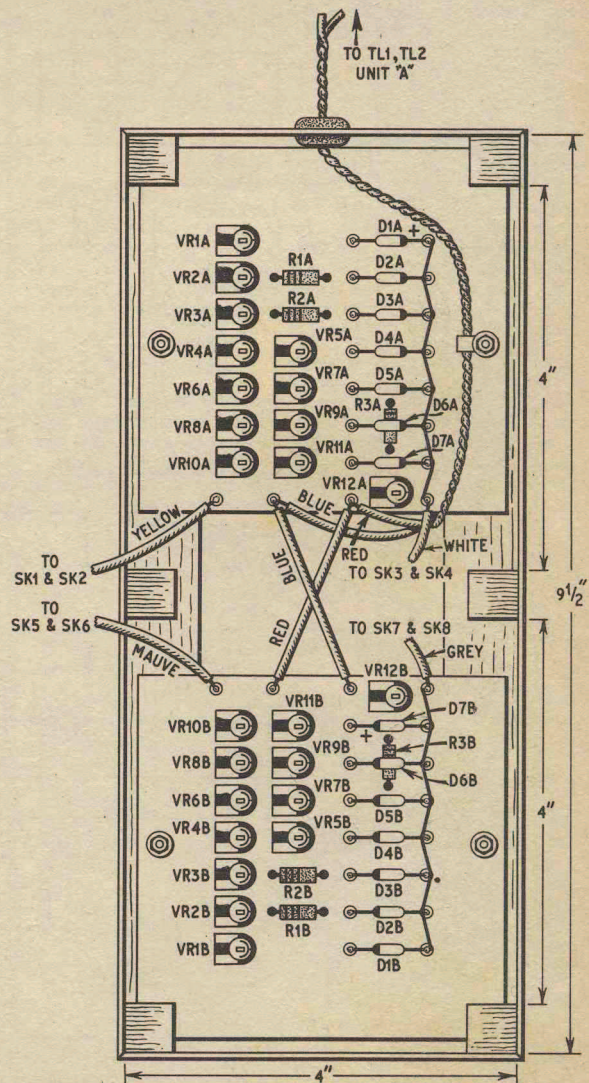 TO TL1, TL2
UNIT "A"
VR1A
D1A
+
VR2A
R1A
D2A
VR3A
R2A
D3A
VR4A
VR5A
D4A
4"
VR6A
VR7A
D5A
R3A
D6A
VR8A
VR9A
D7A
VR10A
VR11A
VR12A
YELLOW
BLUE
RED
WHITE
TO
SK1 & SK2
TO SK3 & SK4
BLUE
RED
9½"
TO
SK5 & SK6
MAUVE
TO SK7 & SK8
GREY
VR12B
VR11B
D7B
VR10B
+
R3B
VR8B
VR9B
D6B
VR6B
VR7B
D5B
VR4B
VR5B
D4B
4"
VR3B
R2B
D3B
VR2B
R1B
D2B
VR1B
D1B
4"